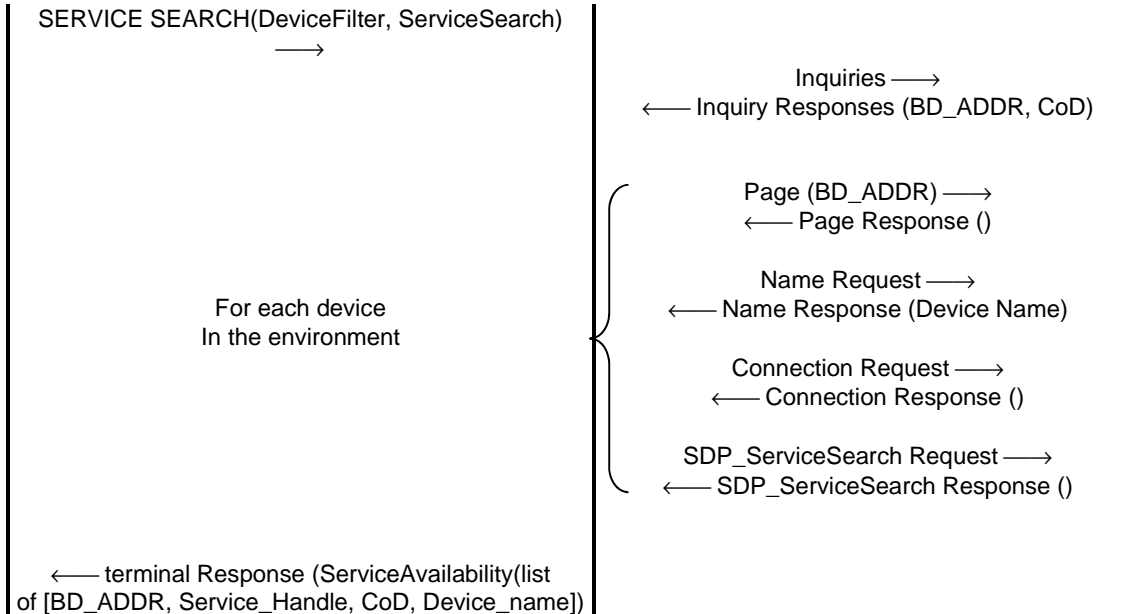 SERVICE SEARCH(DeviceFilter, ServiceSearch)
⟶
Inquiries ⟶
⟵ Inquiry Responses (BD_ADDR, CoD)
Page (BD_ADDR) ⟶
⟵ Page Response ()
Name Request ⟶
⟵ Name Response (Device Name)
For each device
In the environment
Connection Request ⟶
⟵ Connection Response ()
SDP_ServiceSearch Request ⟶
⟵ SDP_ServiceSearch Response ()
⟵ terminal Response (ServiceAvailability(list
of [BD_ADDR, Service_Handle, CoD, Device_name])